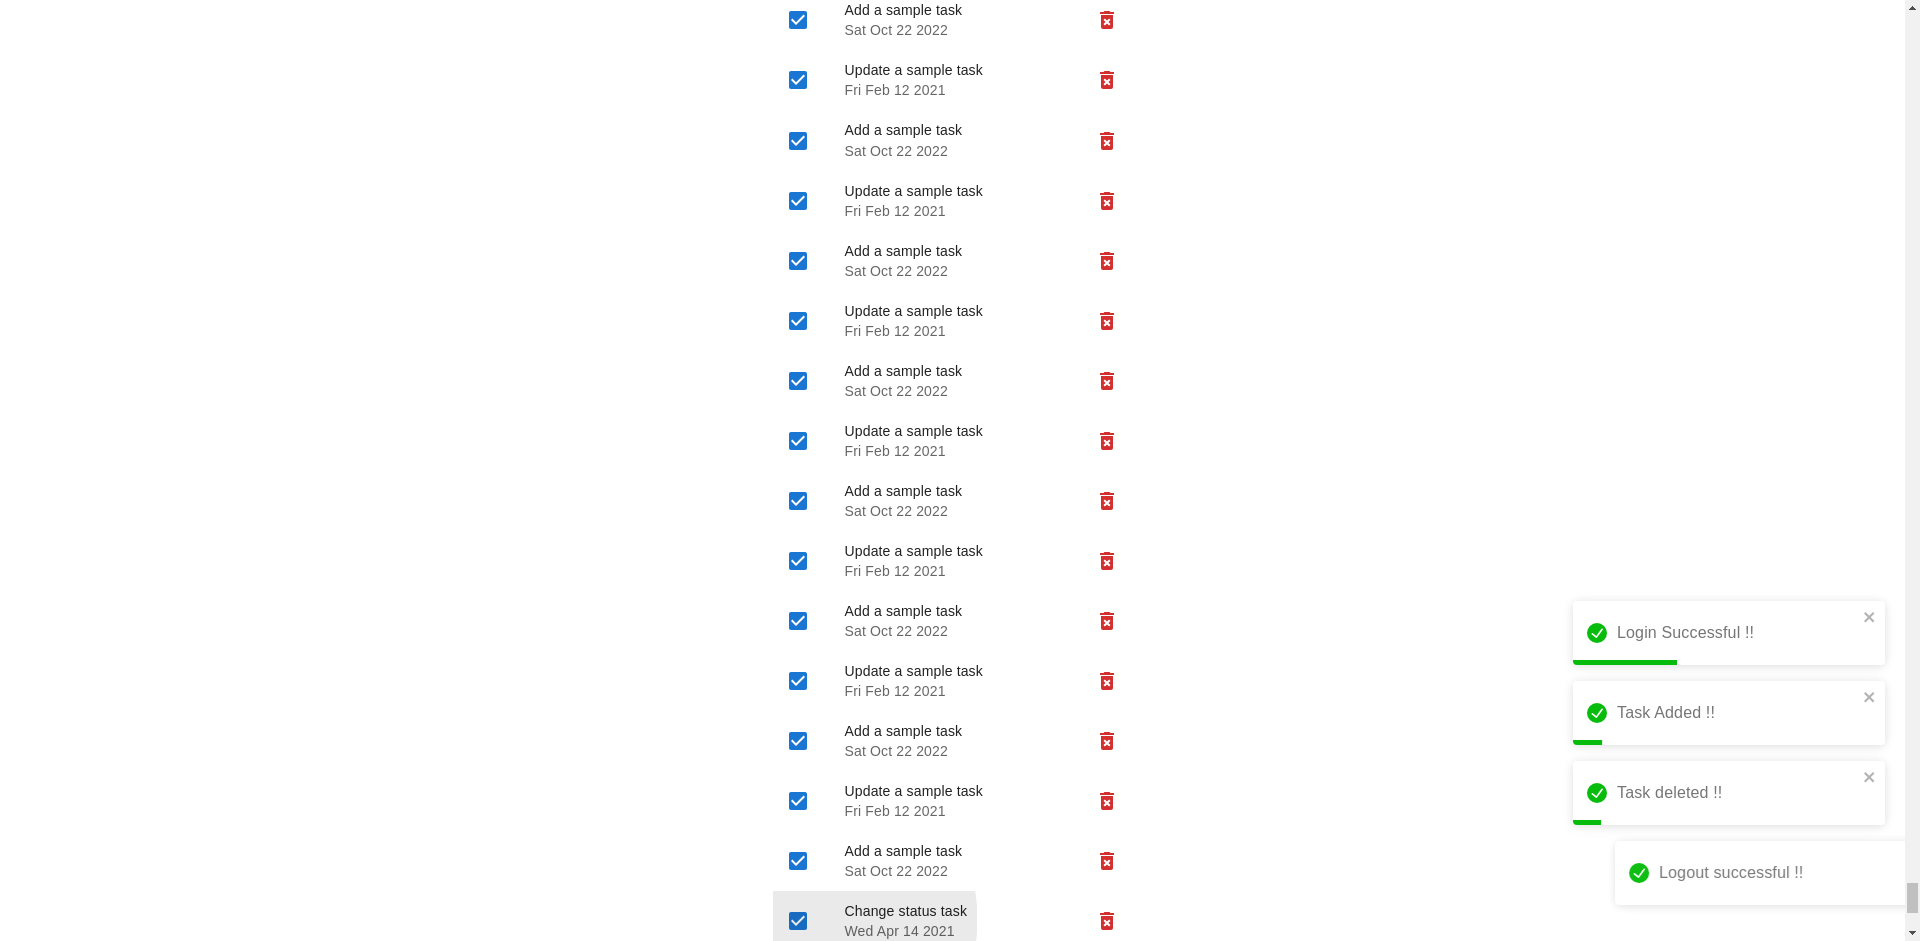 Add a sample task
Sat Oct 22 2022
Update a sample task
Fri Feb 12 2021
Add a sample task
Sat Oct 22 2022
Update a sample task
Fri Feb 12 2021
Add a sample task
Sat Oct 22 2022
Update a sample task
Fri Feb 12 2021
Add a sample task
Sat Oct 22 2022
Update a sample task
Fri Feb 12 2021
Add a sample task
Sat Oct 22 2022
Update a sample task
Fri Feb 12 2021
Add a sample task
Sat Oct 22 2022
Update a sample task
Fri Feb 12 2021
Add a sample task
Sat Oct 22 2022
Update a sample task
Fri Feb 12 2021
Add a sample task
Sat Oct 22 2022
Change status task
Wed Apr 14 2021
Login Successful !!
Task Added !!
Task deleted !!
Logout successful !!